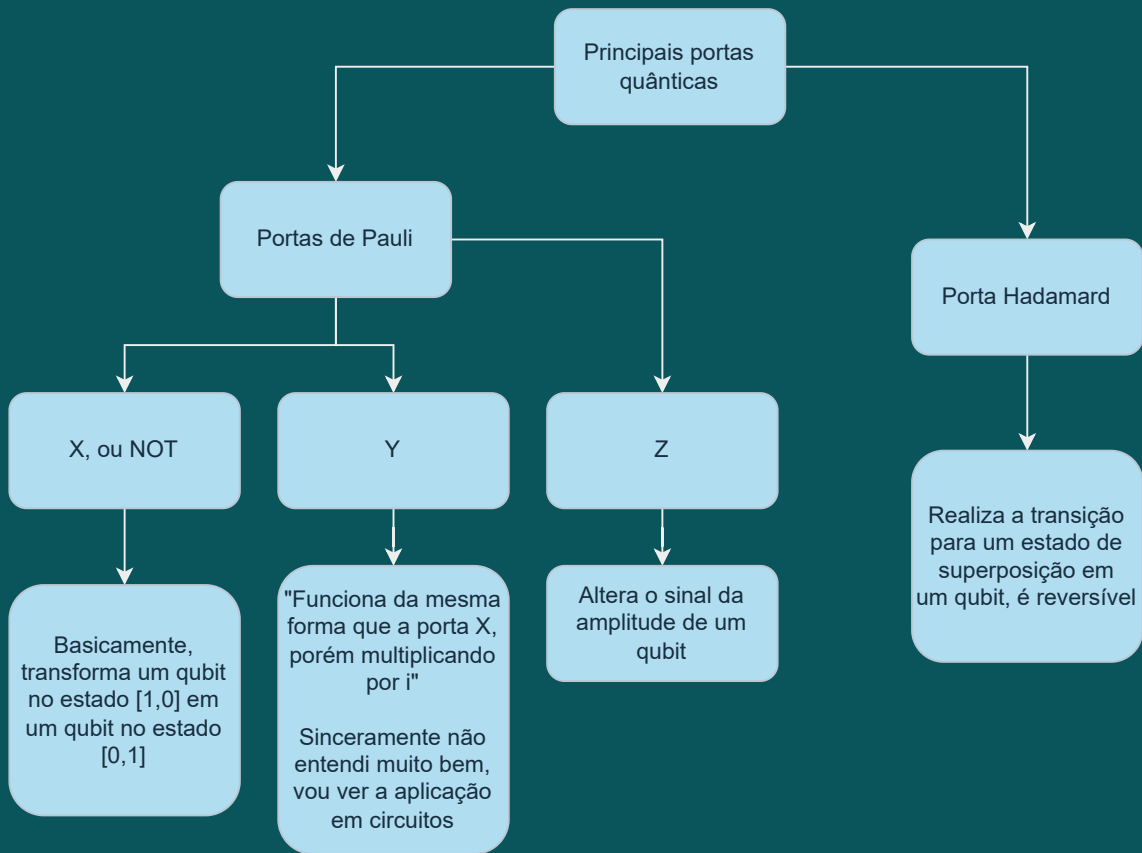 Principais portas
quânticas
Portas de Pauli
Porta Hadamard
X, ou NOT
Y
Z
Basicamente,
transforma um qubit
no estado [1,0] em
um qubit no estado
[0,1]
"Funciona da mesma
forma que a porta X,
porém multiplicando
por i"
Sinceramente não
entendi muito bem,
vou ver a aplicação
em circuitos
Altera o sinal da
amplitude de um
qubit
Realiza a transição
para um estado de
superposição em
um qubit, é reversível